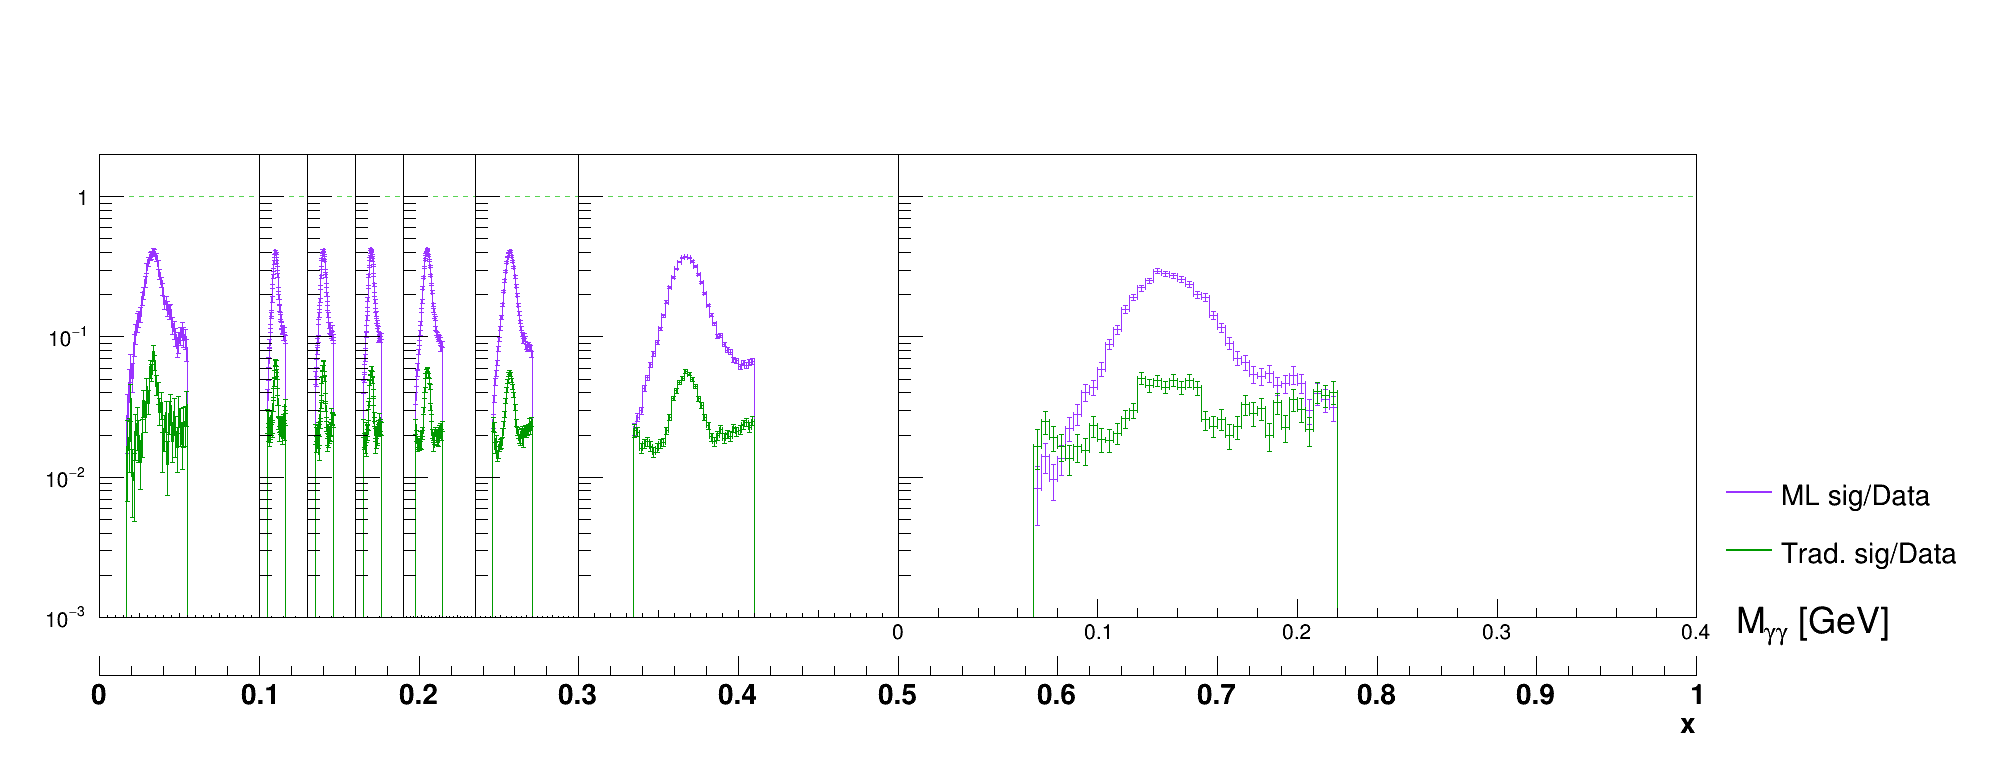 1
10⁻¹
10⁻²
10⁻³
ML sig/Data
Trad. sig/Data
0 0.1 0.2 0.3 0.4
Mγγ [GeV]
0 0.1 0.2 0.3 0.4 0.5 0.6 0.7 0.8 0.9 1
x